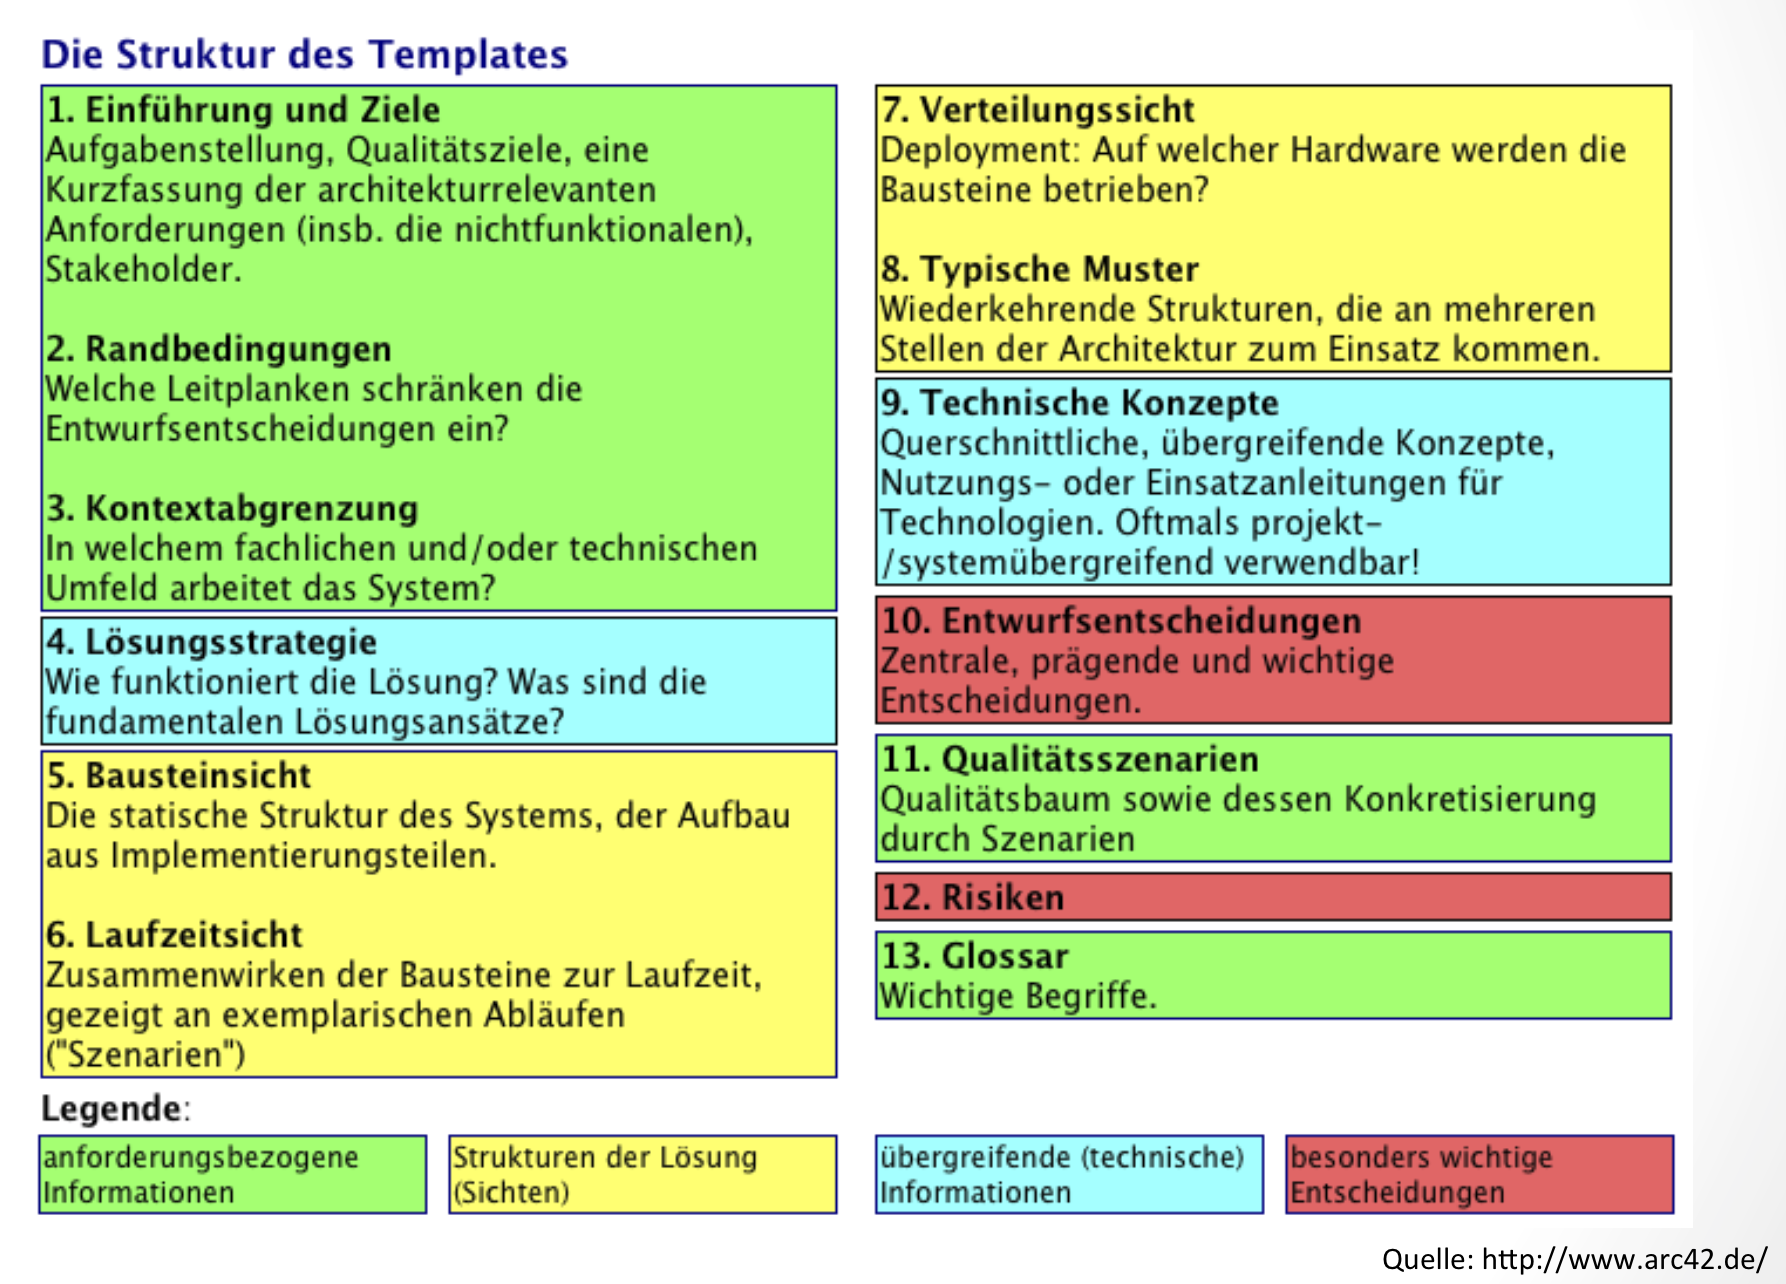 Die Struktur des Templates
1. Einführung und Ziele
Aufgabenstellung, Qualitätsziele, eine
Kurzfassung der architekturrelevanten
Anforderungen (insb. die nichtfunktionalen),
Stakeholder.
2. Randbedingungen
Welche Leitplanken schränken die
Entwurfsentscheidungen ein?
3. Kontextabgrenzung
In welchem fachlichen und/oder technischen
Umfeld arbeitet das System?
4. Lösungsstrategie
Wie funktioniert die Lösung? Was sind die
fundamentalen Lösungsansätze?
5. Bausteinsicht
Die statische Struktur des Systems, der Aufbau
aus Implementierungsteilen.
6. Laufzeitsicht
Zusammenwirken der Bausteine zur Laufzeit,
gezeigt an exemplarischen Abläufen
("Szenarien")
7. Verteilungssicht
Deployment: Auf welcher Hardware werden die
Bausteine betrieben?
8. Typische Muster
Wiederkehrende Strukturen, die an mehreren
Stellen der Architektur zum Einsatz kommen.
9. Technische Konzepte
Querschnittliche, übergreifende Konzepte,
Nutzungs- oder Einsatzanleitungen für
Technologien. Oftmals projekt-
/systemübergreifend verwendbar!
10. Entwurfsentscheidungen
Zentrale, prägende und wichtige
Entscheidungen.
11. Qualitätsszenarien
Qualitätsbaum sowie dessen Konkretisierung
durch Szenarien
12. Risiken
13. Glossar
Wichtige Begriffe.
Legende:
anforderungsbezogene
Informationen
Strukturen der Lösung
(Sichten)
übergreifende (technische)
Informationen
besonders wichtige
Entscheidungen
Quelle: http://www.arc42.de/